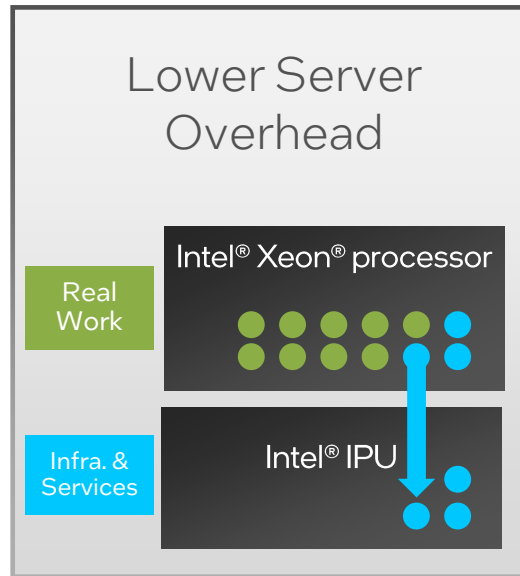 Lower Server
Overhead
Intel® Xeon® processor
Real
Work
Intel® IPU
Infra. &
Services